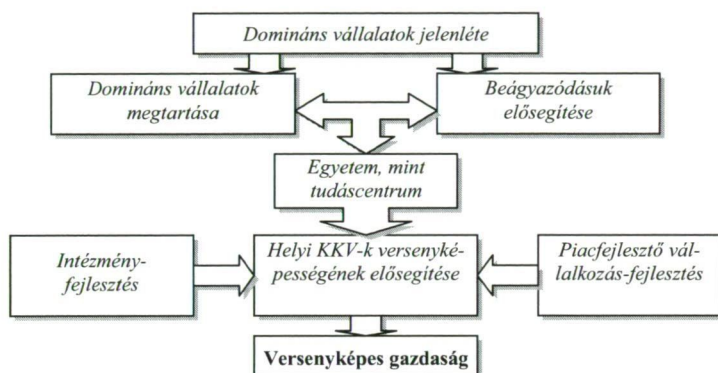 Domináns vállalatok jelenléte
Domináns vállalatok
megtartása
Beágyazódásuk
elősegítése
Egyetem, mint
tudáscentrum
Intézmény-
fejlesztés
Helyi KKV-k versenyké-
pességének elősegítése
Piacfejlesztő vál-
lalkozás-fejlesztés
Versenyképes gazdaság